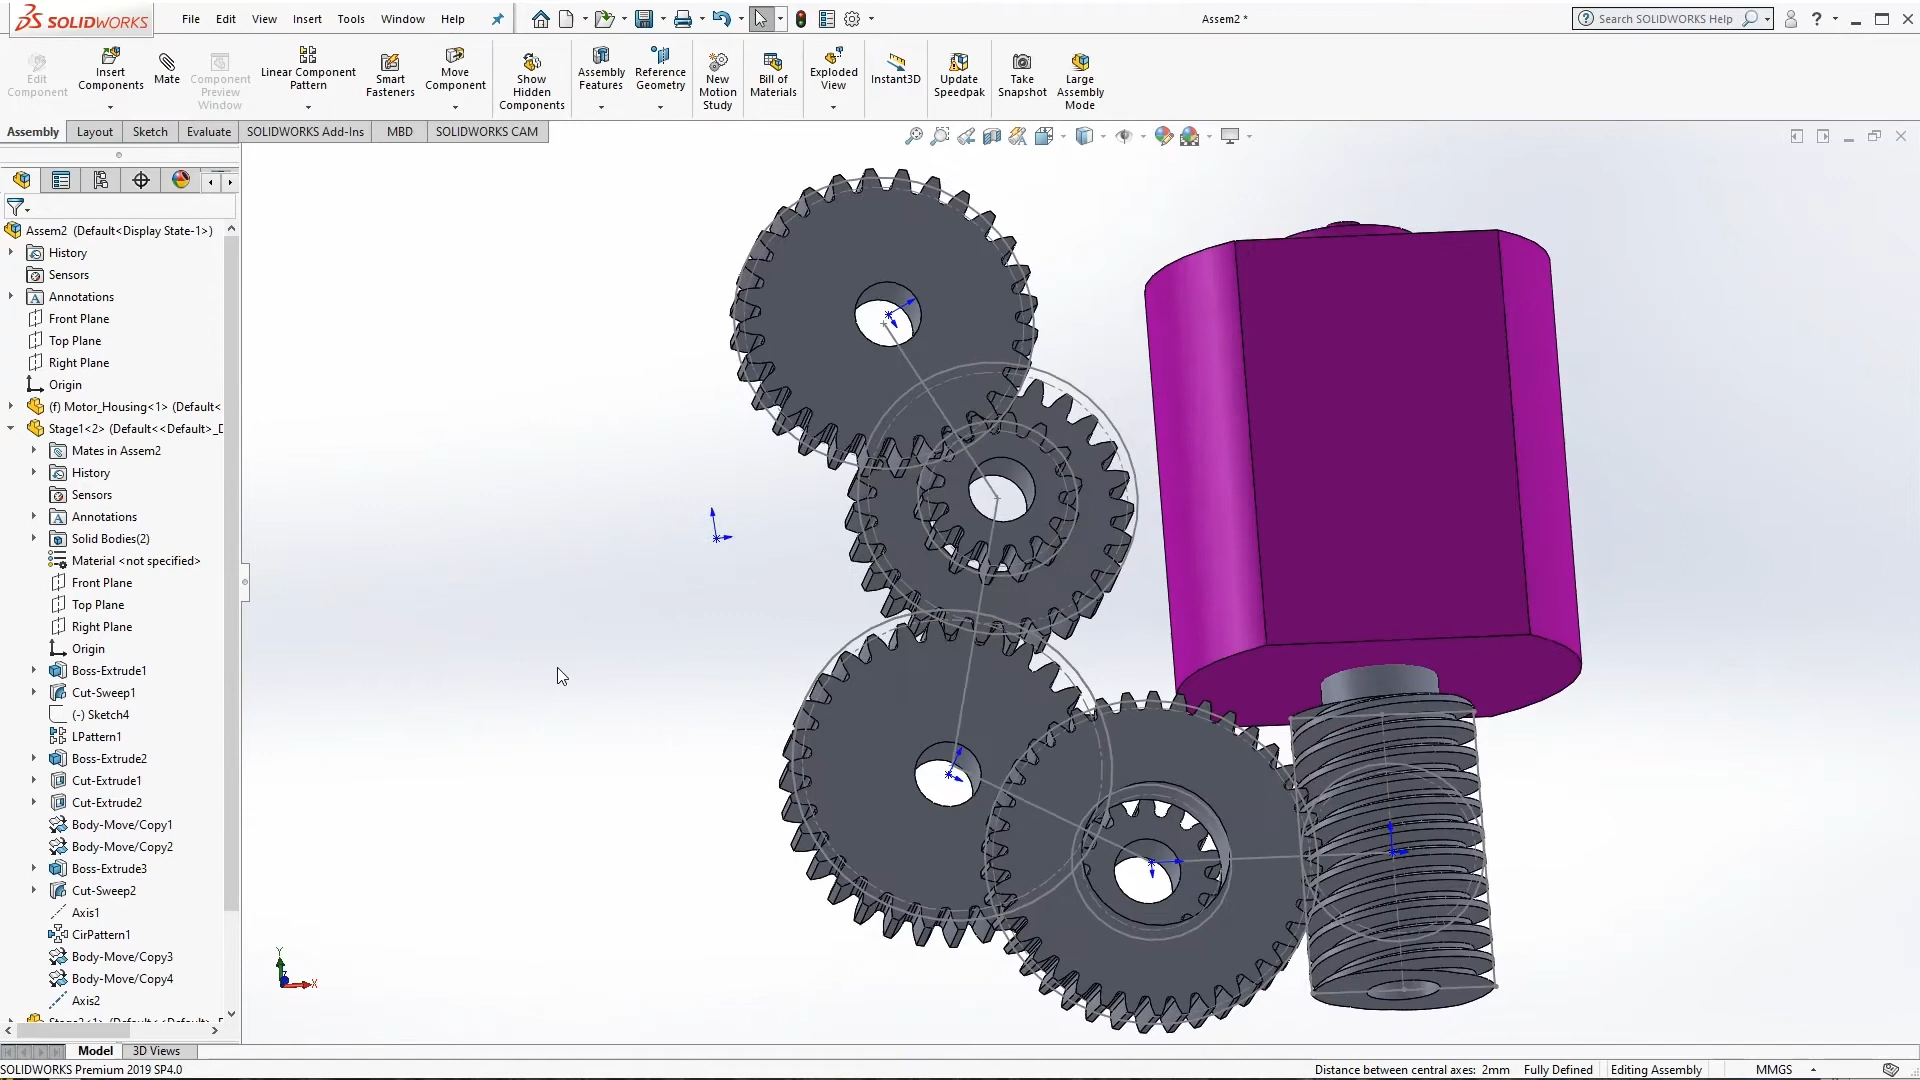 SOLIDWORKS
File Edit View Insert Tools Window Help
Assem2 *
Search SOLIDWORKS Help
Edit Component
Insert Components
Mate
Component Preview Window
Linear Component Pattern
Smart Fasteners
Move Component
Show Hidden Components
Assembly Features
Reference Geometry
New Motion Study
Bill of Materials
Exploded View
Instant3D
Update Speedpak
Take Snapshot
Large Assembly Mode
Assembly Layout Sketch Evaluate SOLIDWORKS Add-Ins MBD SOLIDWORKS CAM
Assem2 (Default<Display State-1>)
History
Sensors
Annotations
Front Plane
Top Plane
Right Plane
Origin
(f) Motor_Housing<1> (Default<
Stage1<2> (Default<<Default>_D
Mates in Assem2
History
Sensors
Annotations
Solid Bodies(2)
Material <not specified>
Front Plane
Top Plane
Right Plane
Origin
Boss-Extrude1
Cut-Sweep1
(-) Sketch4
LPattern1
Boss-Extrude2
Cut-Extrude1
Cut-Extrude2
Body-Move/Copy1
Body-Move/Copy2
Boss-Extrude3
Cut-Sweep2
Axis1
CirPattern1
Body-Move/Copy3
Body-Move/Copy4
Axis2
Y
X
Model 3D Views
SOLIDWORKS Premium 2019 SP4.0
Distance between central axes: 2mm Fully Defined Editing Assembly MMGS